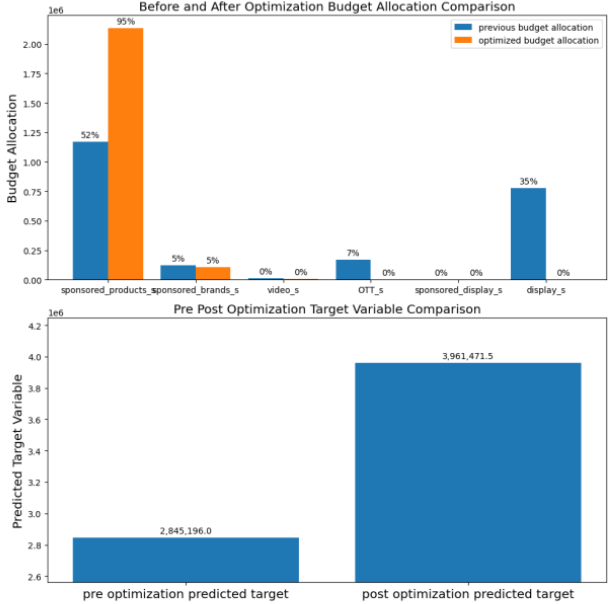 Before and After Optimization Budget Allocation Comparison
1e6
previous budget allocation
optimized budget allocation
Budget Allocation
2.00
1.75
1.50
1.25
1.00
0.75
0.50
0.25
0.00
52%
95%
5%
5%
0%
0%
7%
0%
0%
0%
35%
0%
sponsored_products_s
sponsored_brands_s
video_s
OTT_s
sponsored_display_s
display_s
Pre Post Optimization Target Variable Comparison
1e6
Predicted Target Variable
4.2
4.0
3.8
3.6
3.4
3.2
3.0
2.8
2.6
2,845,196.0
3,961,471.5
pre optimization predicted target
post optimization predicted target